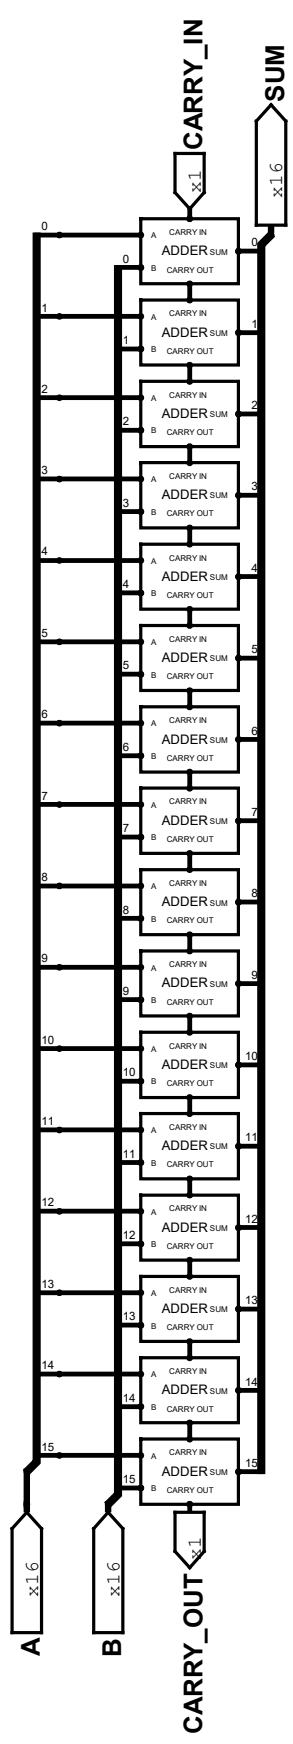 CARRY_IN
x1
SUM
x16
0
A CARRY IN
ADDER SUM 0
0
B CARRY OUT
1
A CARRY IN
ADDER SUM 1
1
B CARRY OUT
2
A CARRY IN
ADDER SUM 2
2
B CARRY OUT
3
A CARRY IN
ADDER SUM 3
3
B CARRY OUT
4
A CARRY IN
ADDER SUM 4
4
B CARRY OUT
5
A CARRY IN
ADDER SUM 5
5
B CARRY OUT
6
A CARRY IN
ADDER SUM 6
6
B CARRY OUT
7
A CARRY IN
ADDER SUM 7
7
B CARRY OUT
8
A CARRY IN
ADDER SUM 8
8
B CARRY OUT
9
A CARRY IN
ADDER SUM 9
9
B CARRY OUT
10
A CARRY IN
ADDER SUM 10
10
B CARRY OUT
11
A CARRY IN
ADDER SUM 11
11
B CARRY OUT
12
A CARRY IN
ADDER SUM 12
12
B CARRY OUT
13
A CARRY IN
ADDER SUM 13
13
B CARRY OUT
14
A CARRY IN
ADDER SUM 14
14
B CARRY OUT
15
A CARRY IN
ADDER SUM 15
15
B CARRY OUT
x16
A
x16
B
x1
CARRY_OUT